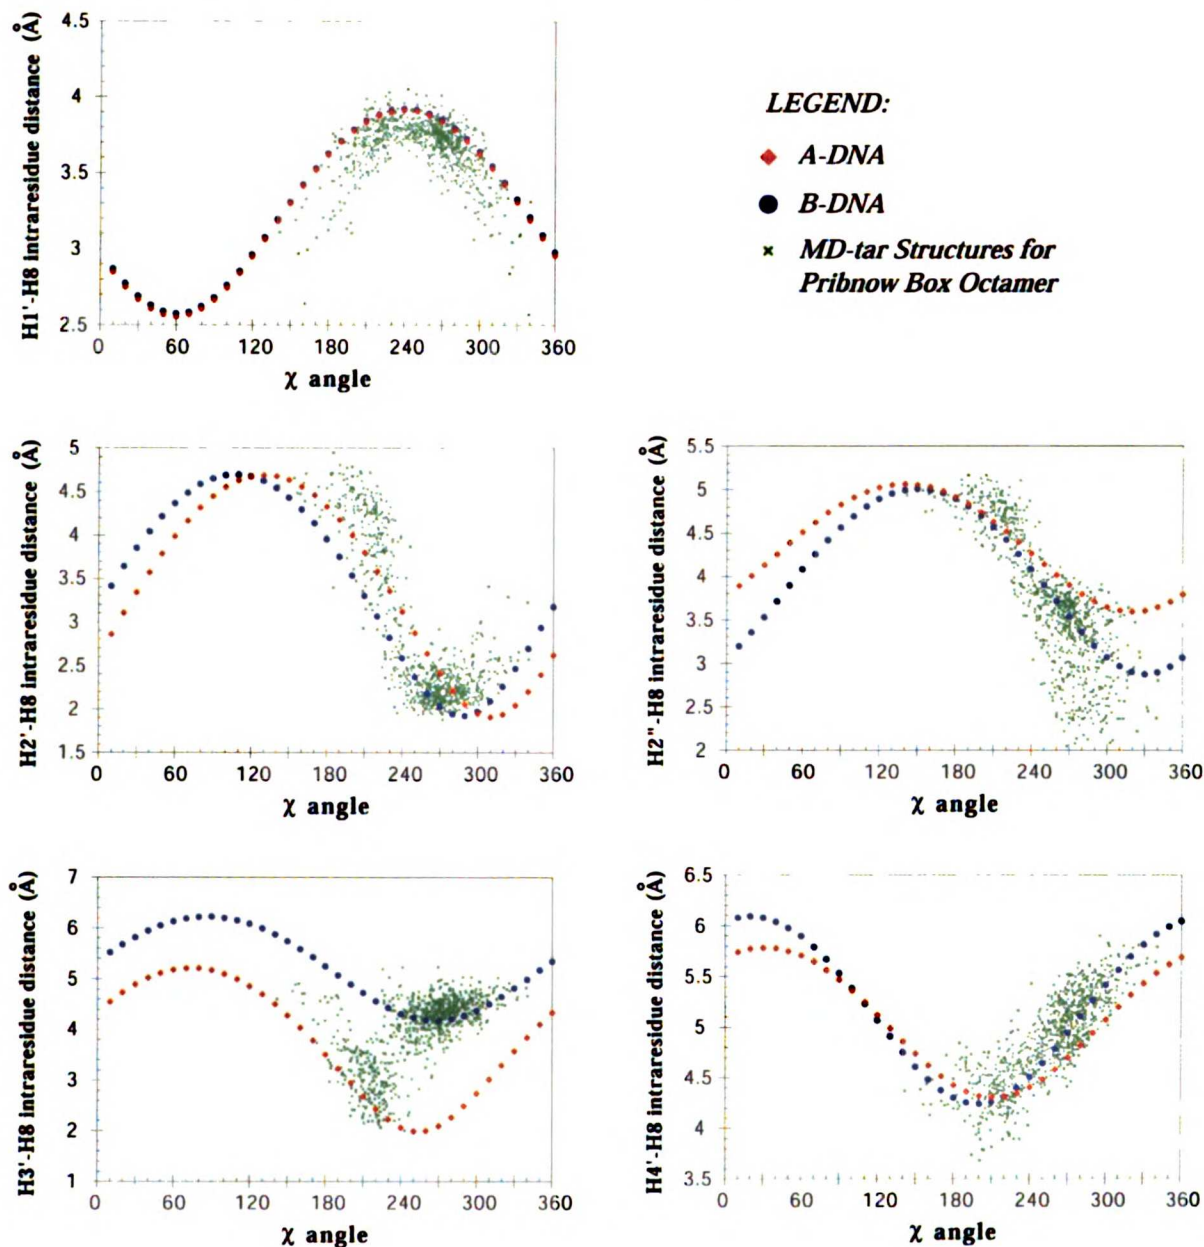 4.5
4
3.5
3
2.5
H1'-H8 intraresidue distance (Å)
0 60 120 180 240 300 360
χ angle
LEGEND:
A-DNA
B-DNA
MD-tar Structures for
Pribnow Box Octamer
5
4.5
4
3.5
3
2.5
2
1.5
H2'-H8 intraresidue distance (Å)
0 60 120 180 240 300 360
χ angle
5.5
5
4.5
4
3.5
3
2.5
2
H2"-H8 intraresidue distance (Å)
0 60 120 180 240 300 360
χ angle
7
6
5
4
3
2
1
H3'-H8 intraresidue distance (Å)
0 60 120 180 240 300 360
χ angle
6.5
6
5.5
5
4.5
4
3.5
H4'-H8 intraresidue distance (Å)
0 60 120 180 240 300 360
χ angle